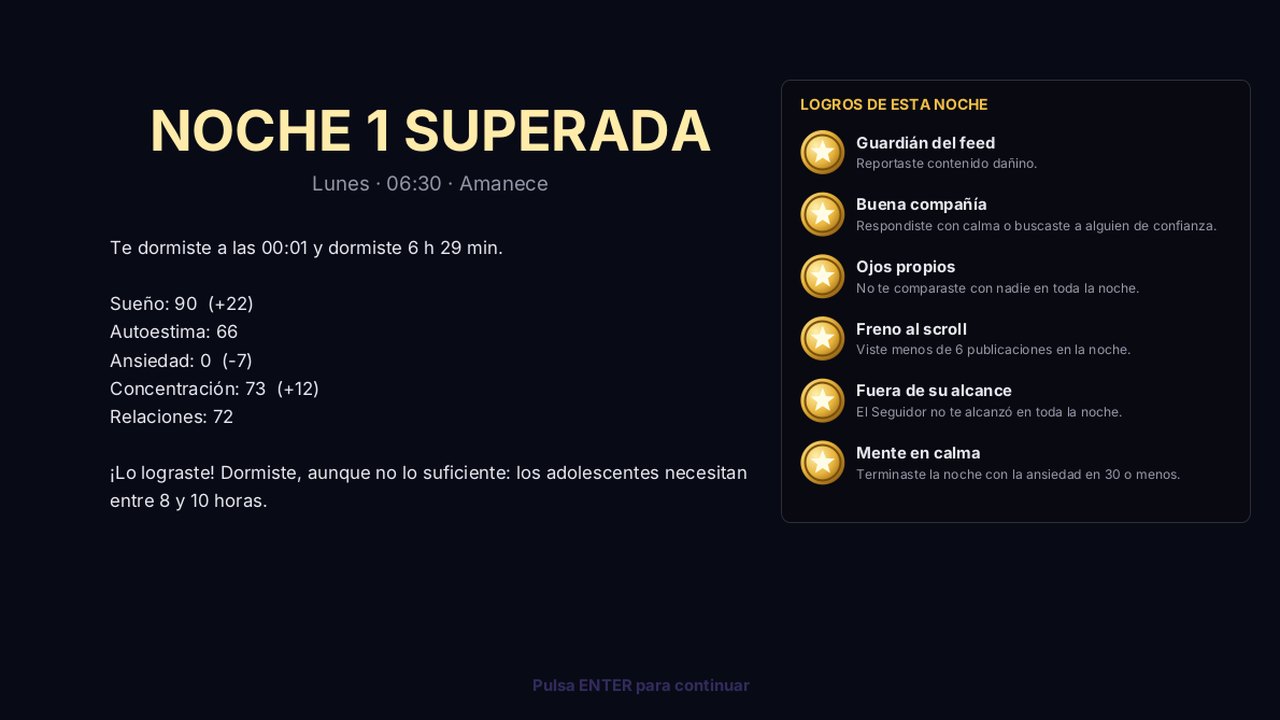 NOCHE 1 SUPERADA
Lunes · 06:30 · Amanece
Te dormiste a las 00:01 y dormiste 6 h 29 min.
Sueño: 90 (+22)
Autoestima: 66
Ansiedad: 0 (-7)
Concentración: 73 (+12)
Relaciones: 72
¡Lo lograste! Dormiste, aunque no lo suficiente: los adolescentes necesitan
entre 8 y 10 horas.
LOGROS DE ESTA NOCHE
Guardián del feed
Reportaste contenido dañino.
Buena compañía
Respondiste con calma o buscaste a alguien de confianza.
Ojos propios
No te comparaste con nadie en toda la noche.
Freno al scroll
Viste menos de 6 publicaciones en la noche.
Fuera de su alcance
El Seguidor no te alcanzó en toda la noche.
Mente en calma
Terminaste la noche con la ansiedad en 30 o menos.
Pulsa ENTER para continuar